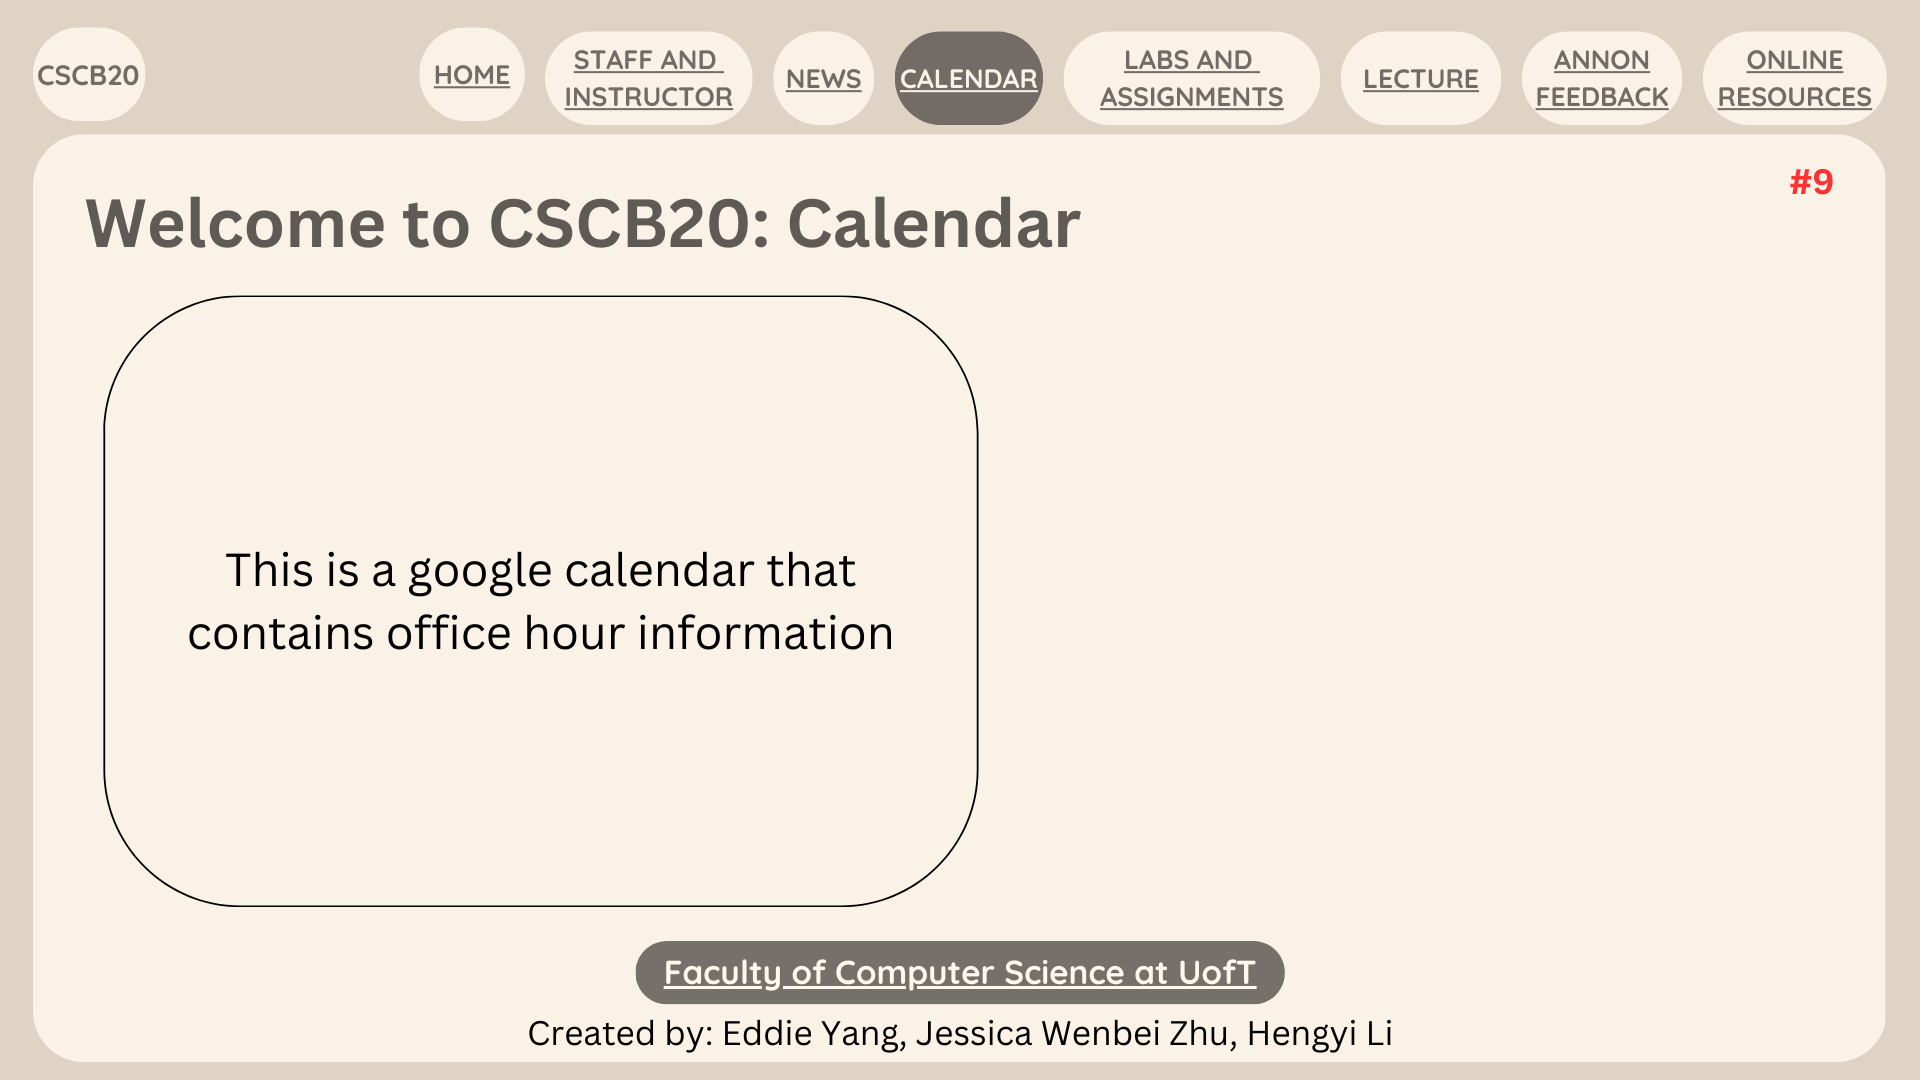 CSCB20
HOME
STAFF AND
INSTRUCTOR
NEWS
CALENDAR
LABS AND
ASSIGNMENTS
LECTURE
ANNON
FEEDBACK
ONLINE
RESOURCES
#9
Welcome to CSCB20: Calendar
This is a google calendar that
contains office hour information
Faculty of Computer Science at UofT
Created by: Eddie Yang, Jessica Wenbei Zhu, Hengyi Li